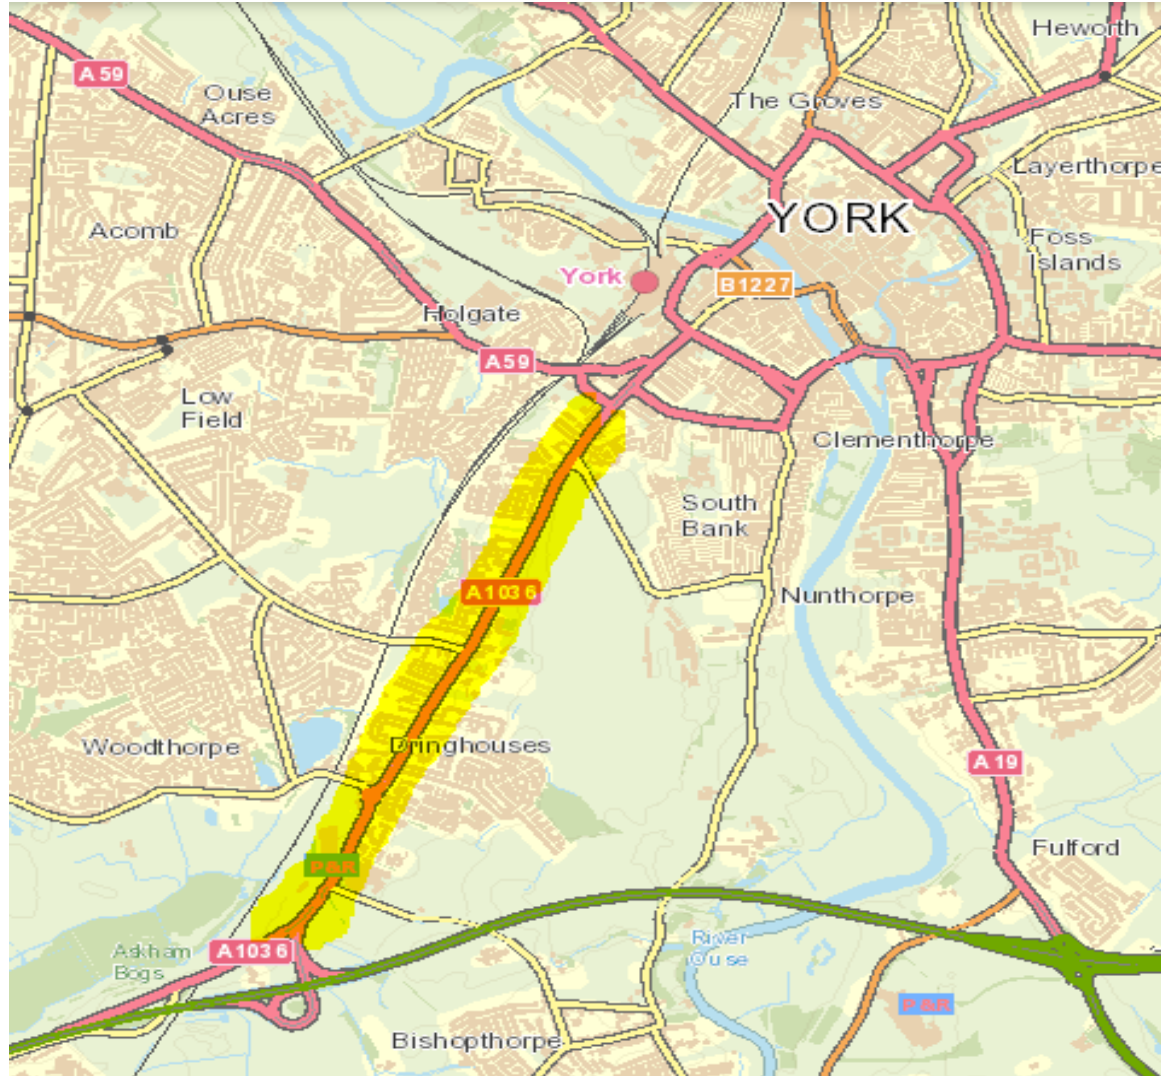 Heworth
A 59
Ouse
Acres
The Groves
Layerthorpe
YORK
Acomb
Foss
Islands
York
B1227
Holgate
A59
Low
Field
Clementhorpe
South
Bank
A1036
Nunthorpe
Woodthorpe
Dringhouses
A 19
Fulford
P&R
A1036
Askham
Bogs
River
Ouse
P&R
Bishopthorpe